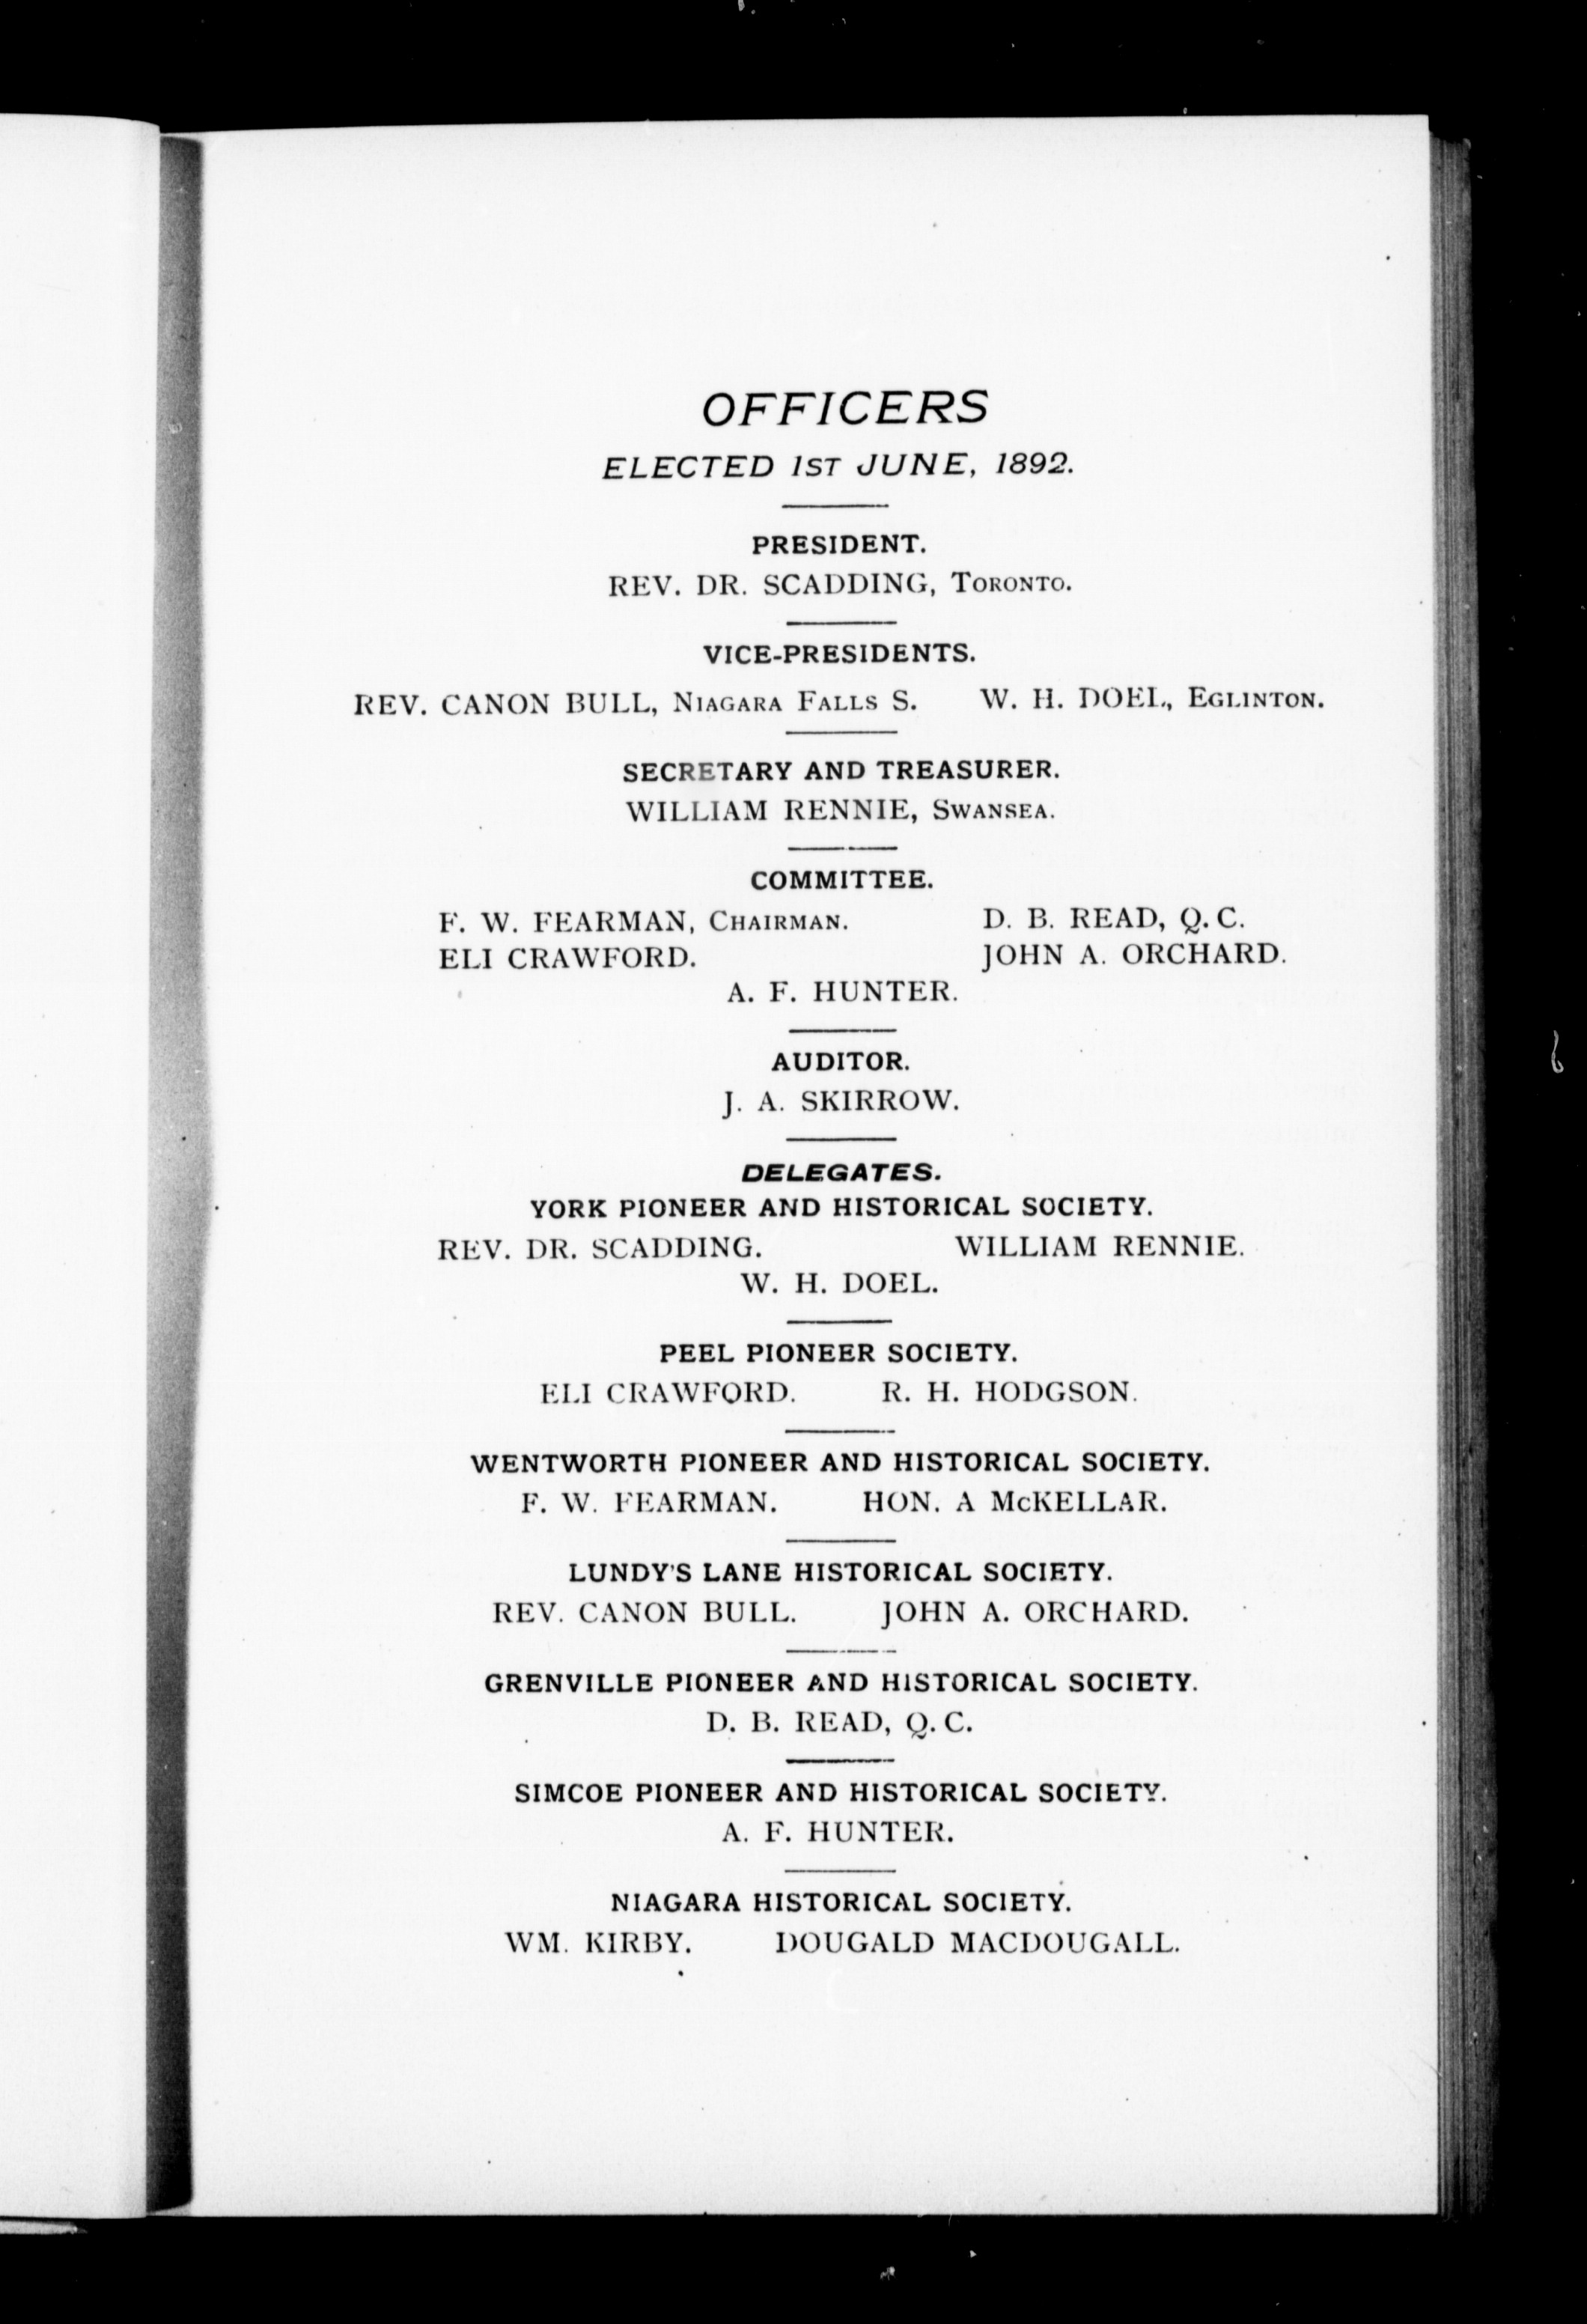 OFFICERS
ELECTED 1ST JUNE, 1892.
PRESIDENT.
REV. DR. SCADDING, TORONTO.
VICE-PRESIDENTS.
REV. CANON BULL, NIAGARA FALLS S. W. H. DOEL, EGLINTON.
SECRETARY AND TREASURER.
WILLIAM RENNIE, SWANSEA.
COMMITTEE.
F. W. FEARMAN, CHAIRMAN. D. B. READ, Q. C.
ELI CRAWFORD. JOHN A. ORCHARD.
A. F. HUNTER.
AUDITOR.
J. A. SKIRROW.
DELEGATES.
YORK PIONEER AND HISTORICAL SOCIETY.
REV. DR. SCADDING. WILLIAM RENNIE.
W. H. DOEL.
PEEL PIONEER SOCIETY.
ELI CRAWFORD. R. H. HODGSON.
WENTWORTH PIONEER AND HISTORICAL SOCIETY.
F. W. FEARMAN. HON. A McKELLAR.
LUNDY'S LANE HISTORICAL SOCIETY.
REV. CANON BULL. JOHN A. ORCHARD.
GRENVILLE PIONEER AND HISTORICAL SOCIETY.
D. B. READ, Q. C.
SIMCOE PIONEER AND HISTORICAL SOCIETY.
A. F. HUNTER.
NIAGARA HISTORICAL SOCIETY.
WM. KIRBY. DOUGALD MACDOUGALL.